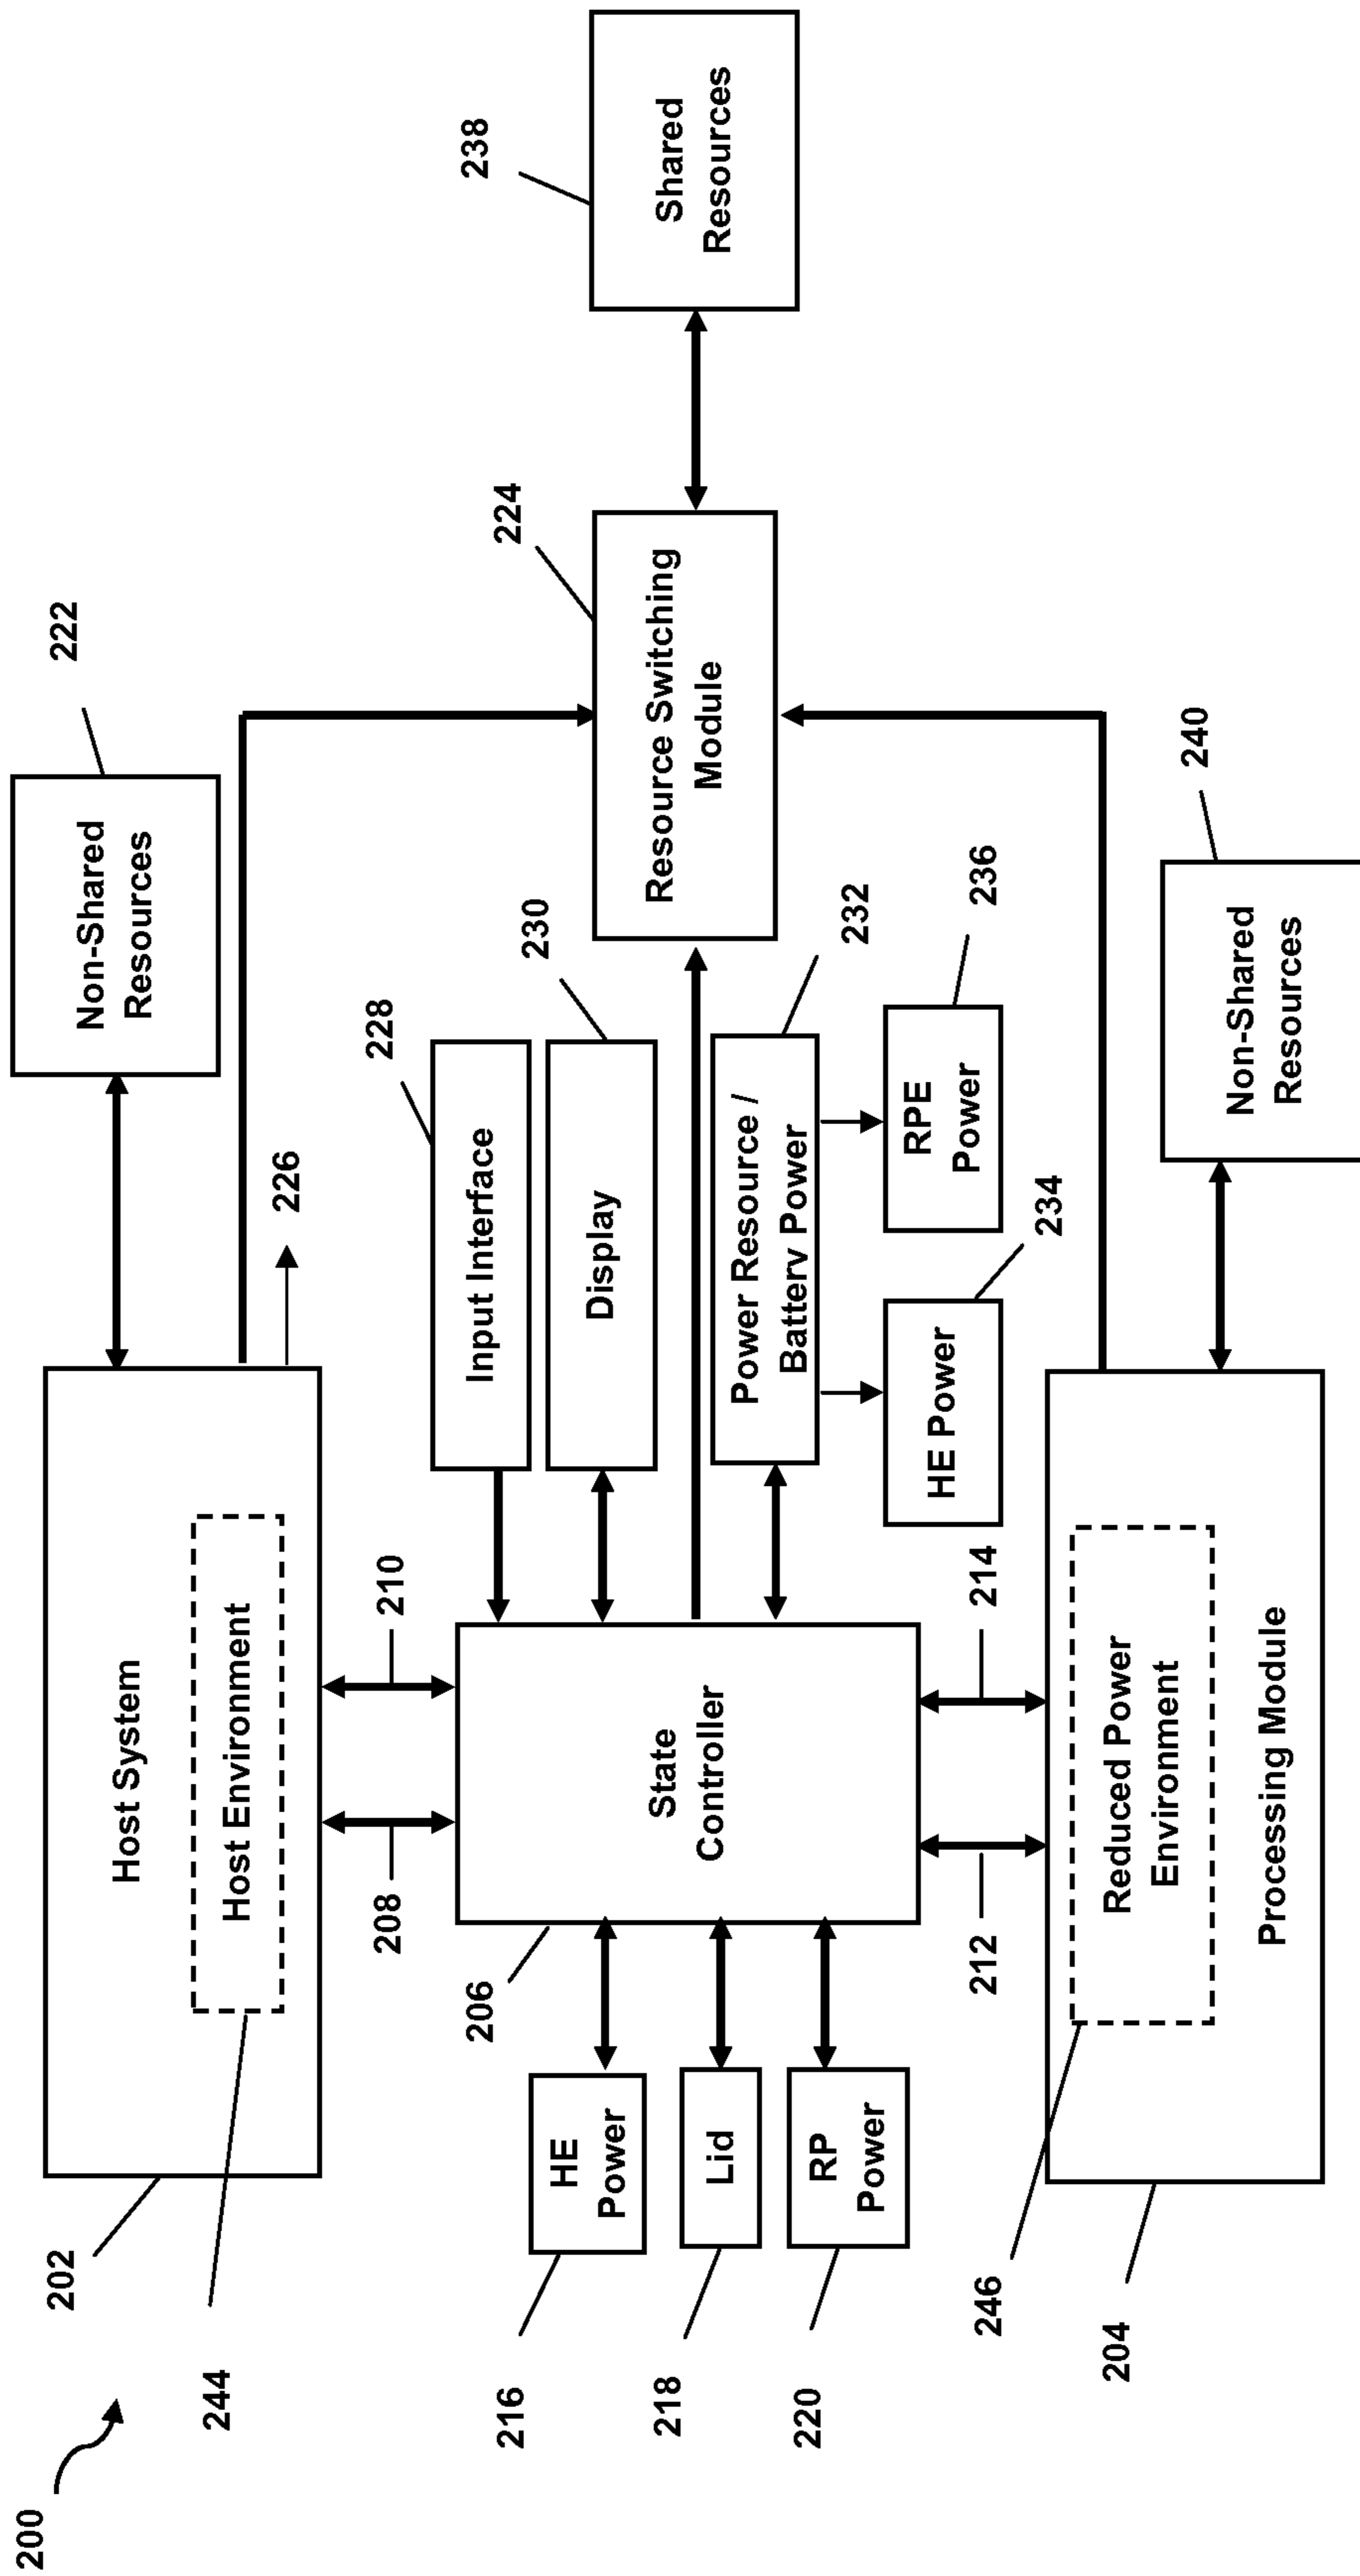 200
244
202
Host System
Host Environment
226
Non-Shared
Resources
222
208
210
206
State
Controller
216
HE
Power
218
Lid
220
RP
Power
228
Input Interface
230
Display
232
Power Resource /
Battery Power
HE Power
234
RPE
Power
236
224
Resource Switching
Module
238
Shared
Resources
212
214
246
204
Reduced Power
Environment
Processing Module
Non-Shared
Resources
240